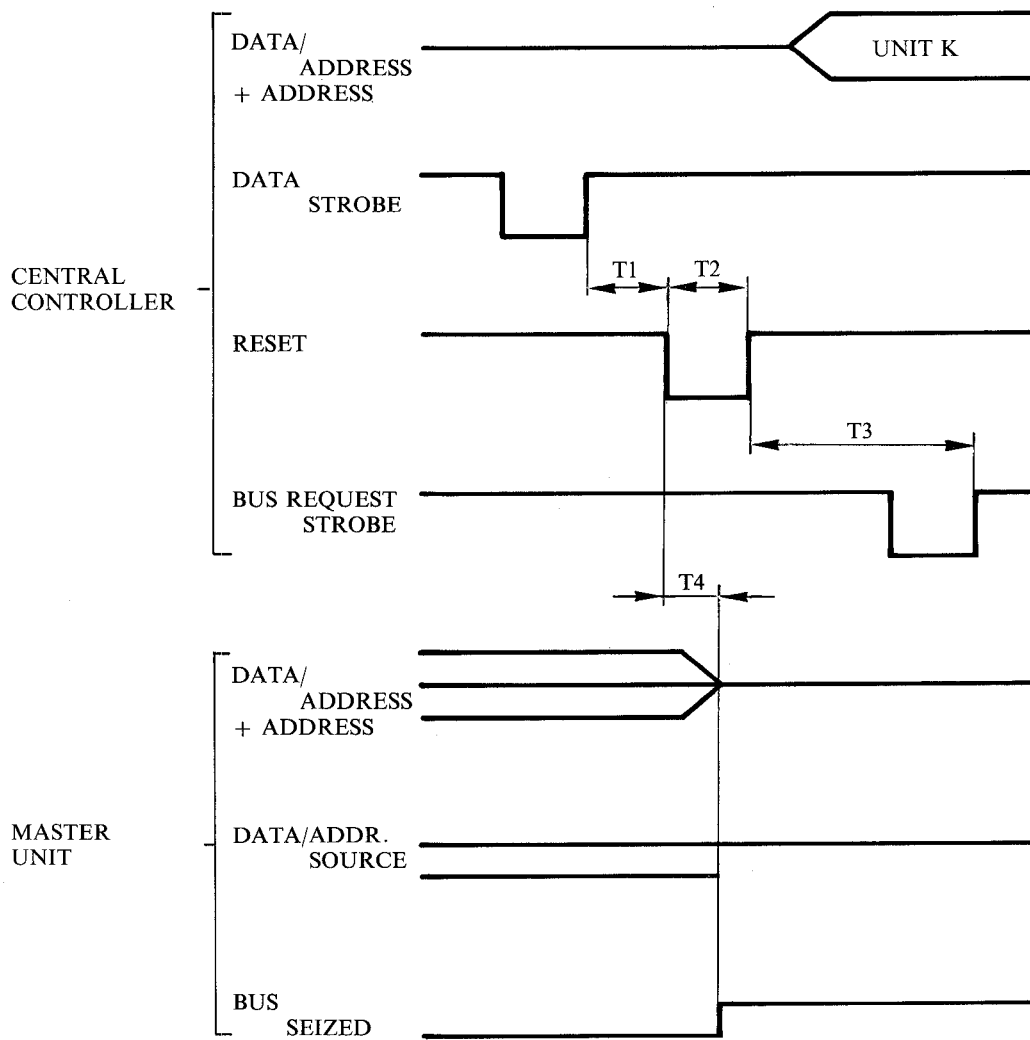 DATA/
ADDRESS
+ ADDRESS
UNIT K
DATA
STROBE
T1
T2
CENTRAL
CONTROLLER
RESET
T3
BUS REQUEST
STROBE
T4
DATA/
ADDRESS
+ ADDRESS
MASTER
UNIT
DATA/ADDR.
SOURCE
BUS
SEIZED